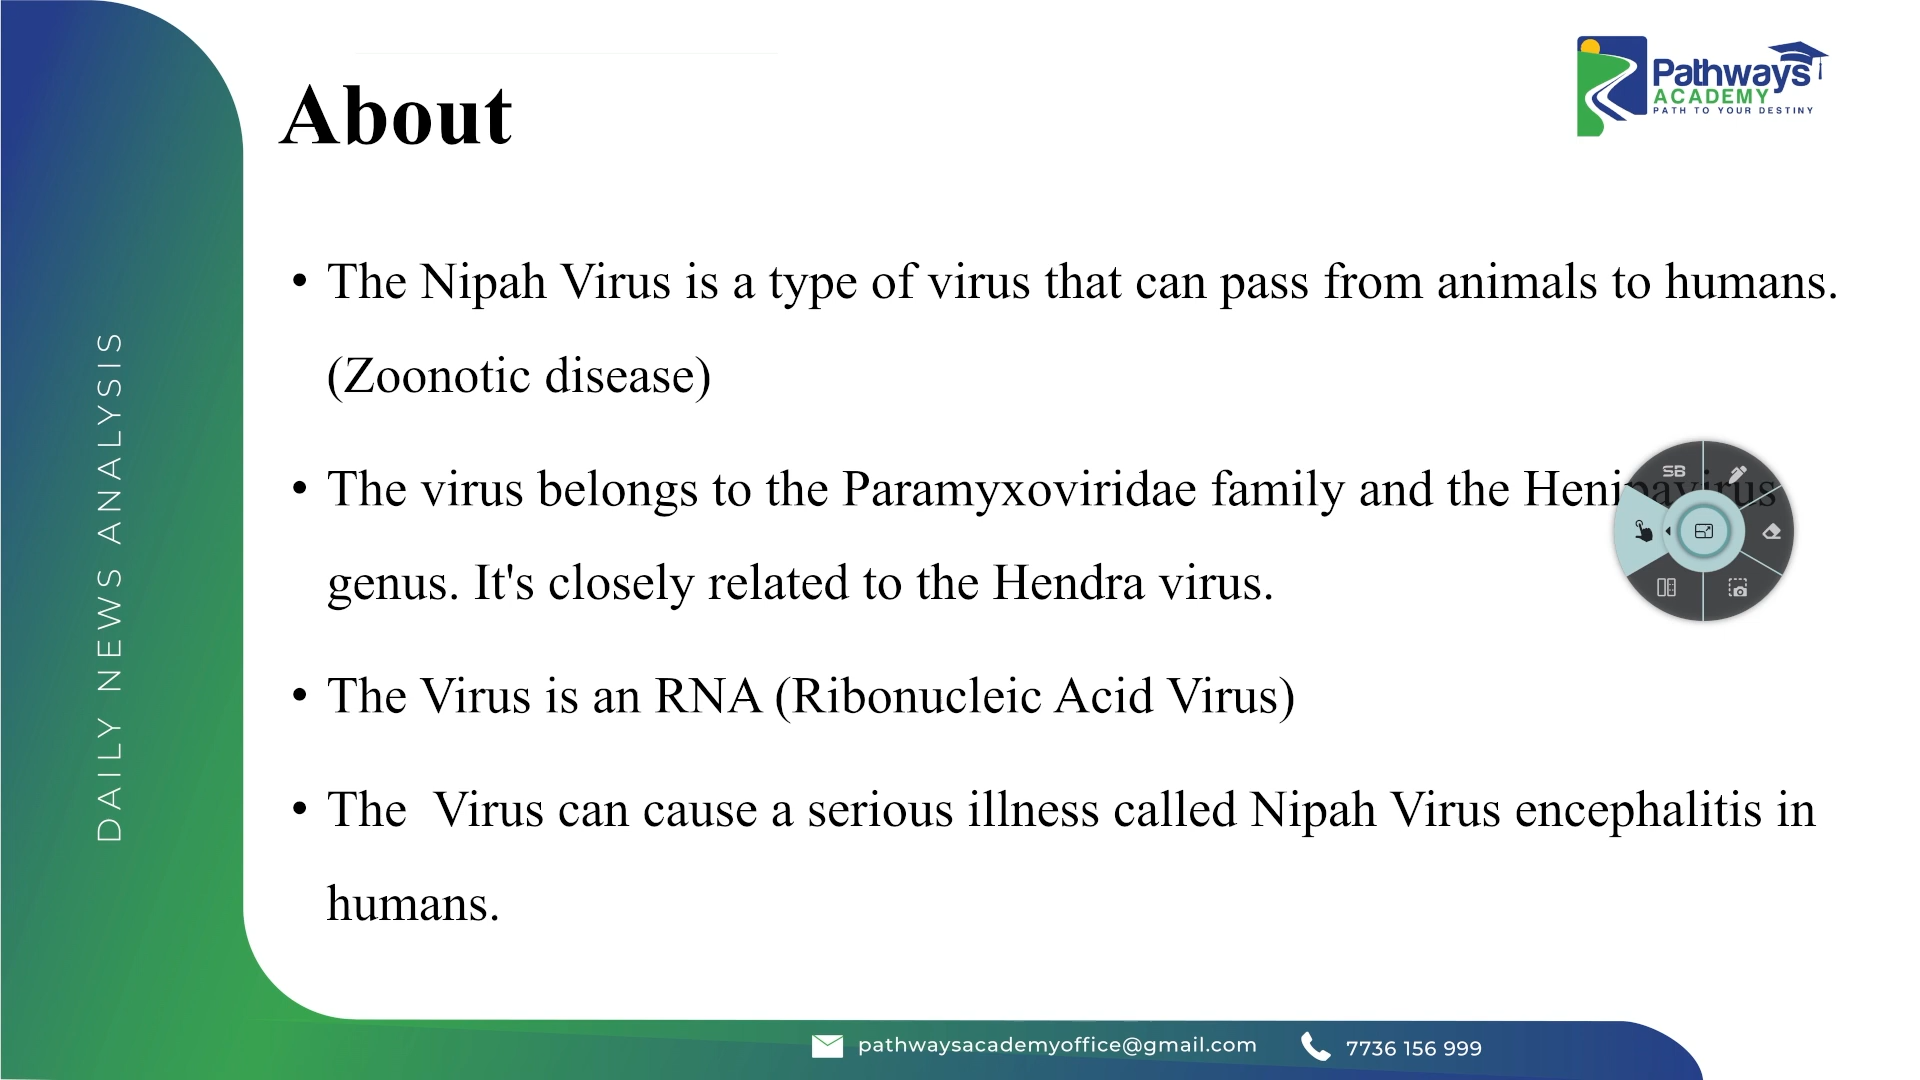 About
Pathways
ACADEMY
PATH TO YOUR DESTINY
• The Nipah Virus is a type of virus that can pass from animals to humans.
(Zoonotic disease)
• The virus belongs to the Paramyxoviridae family and the Henipavirus
genus. It's closely related to the Hendra virus.
SB
• The Virus is an RNA (Ribonucleic Acid Virus)
• The  Virus can cause a serious illness called Nipah Virus encephalitis in
humans.
DAILY NEWS ANALYSIS
pathwaysacademyoffice@gmail.com
7736 156 999